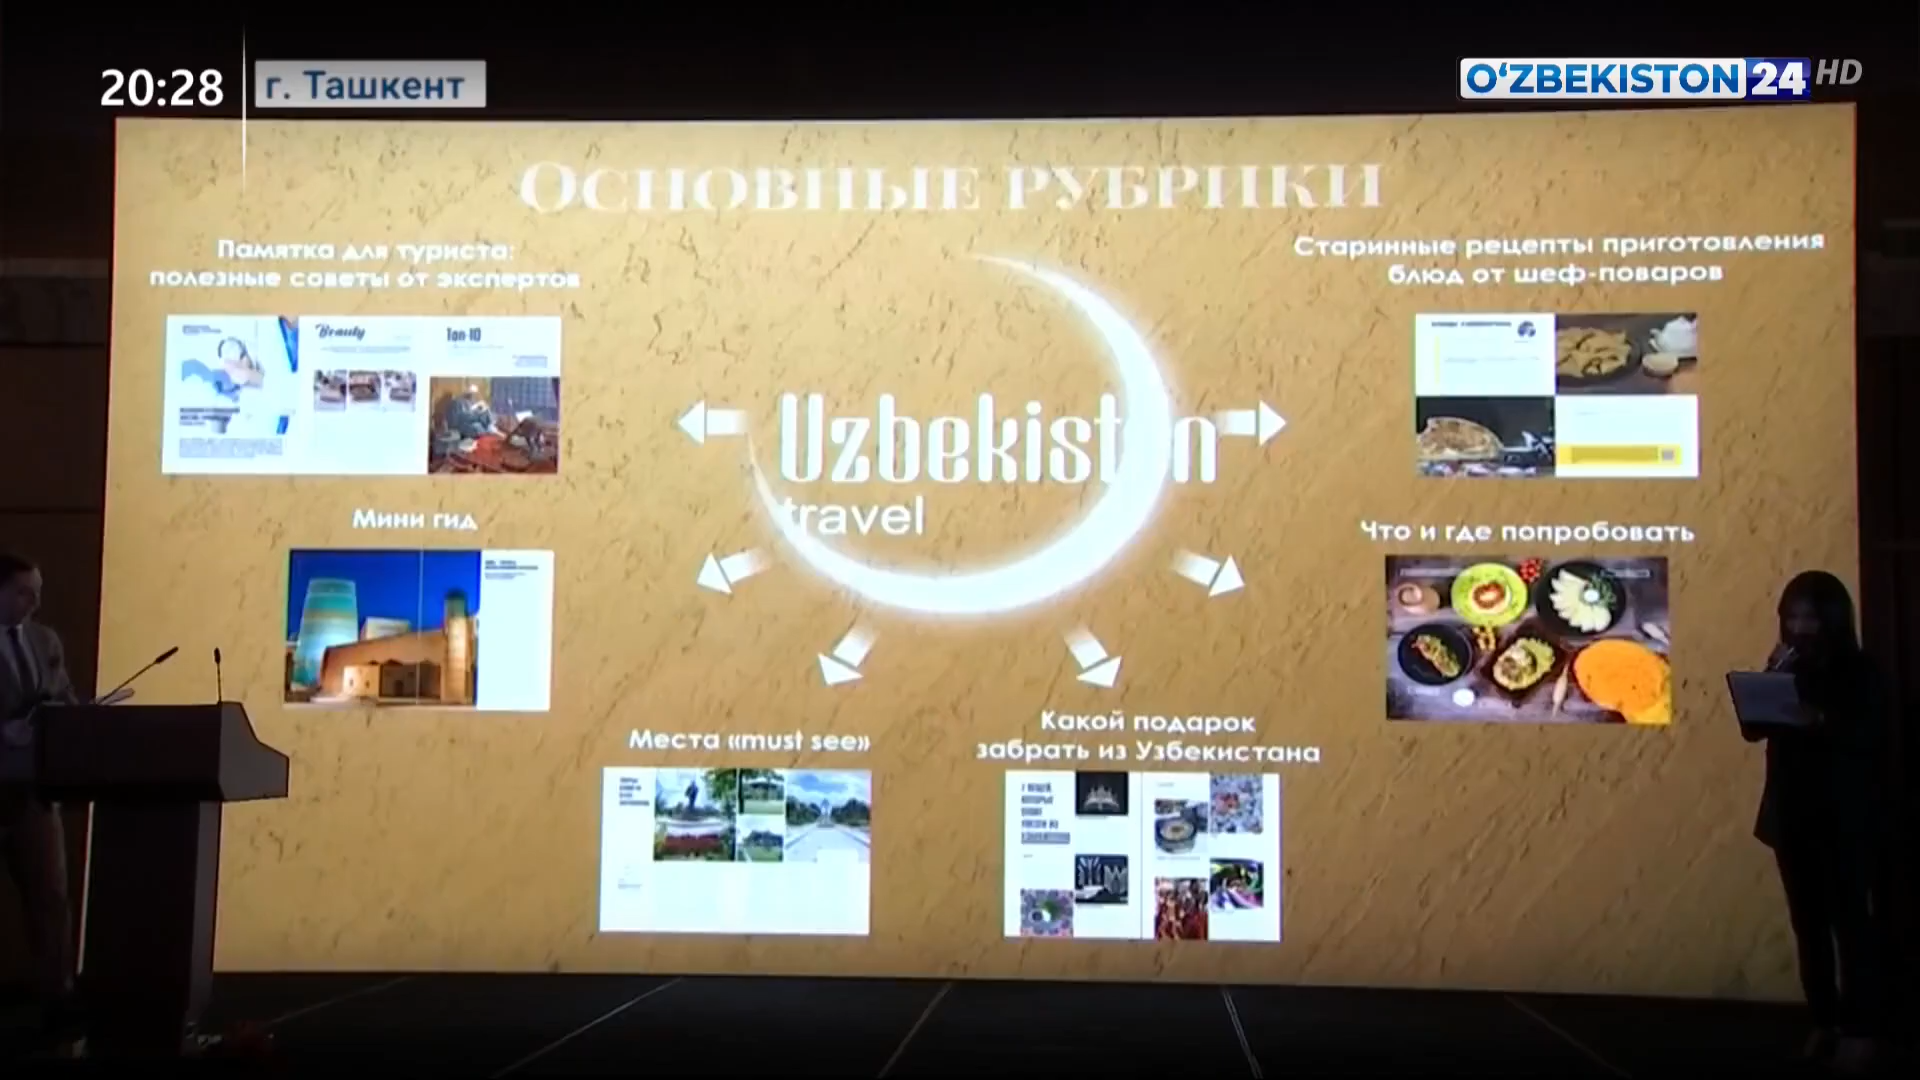 20:28
г. Ташкент
O‘ZBEKISTON 24 HD
Основные рубрики
Памятка для туриста:
полезные советы от экспертов
Beauty
Топ-10
Мини гид
Uzbekiston
travel
Места «must see»
Какой подарок
забрать из Узбекистана
Старинные рецепты приготовления
блюд от шеф-поваров
Что и где попробовать